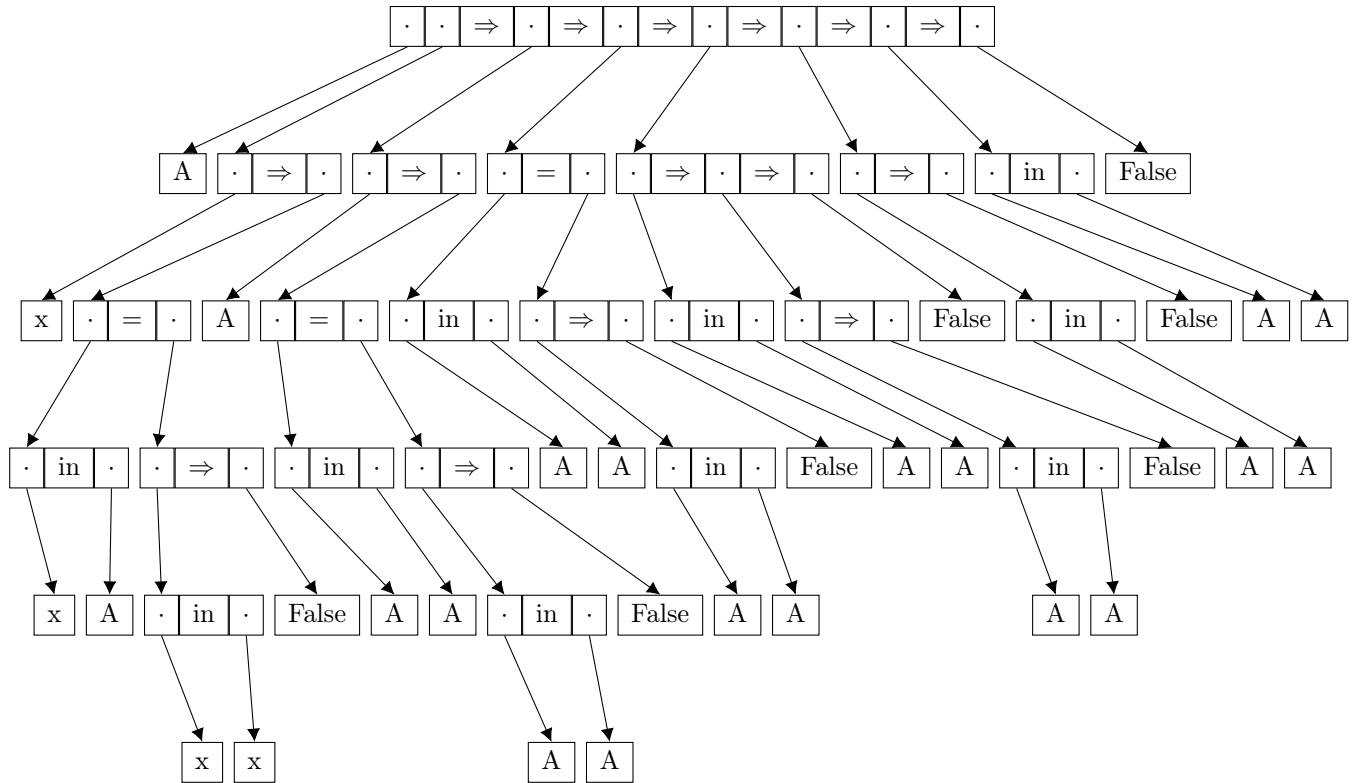 · · ⇒ · ⇒ · ⇒ · ⇒ · ⇒ · ⇒ ·
A · ⇒ · · ⇒ · · = · · ⇒ · ⇒ · · ⇒ · · in · False
x · = · A · = · · in · · ⇒ · · in · · ⇒ · False · in · False A A
· in · · ⇒ · · in · · ⇒ · A A · in · False A A · in · False A A
x A · in · False A A · in · False A A A A
x x A A